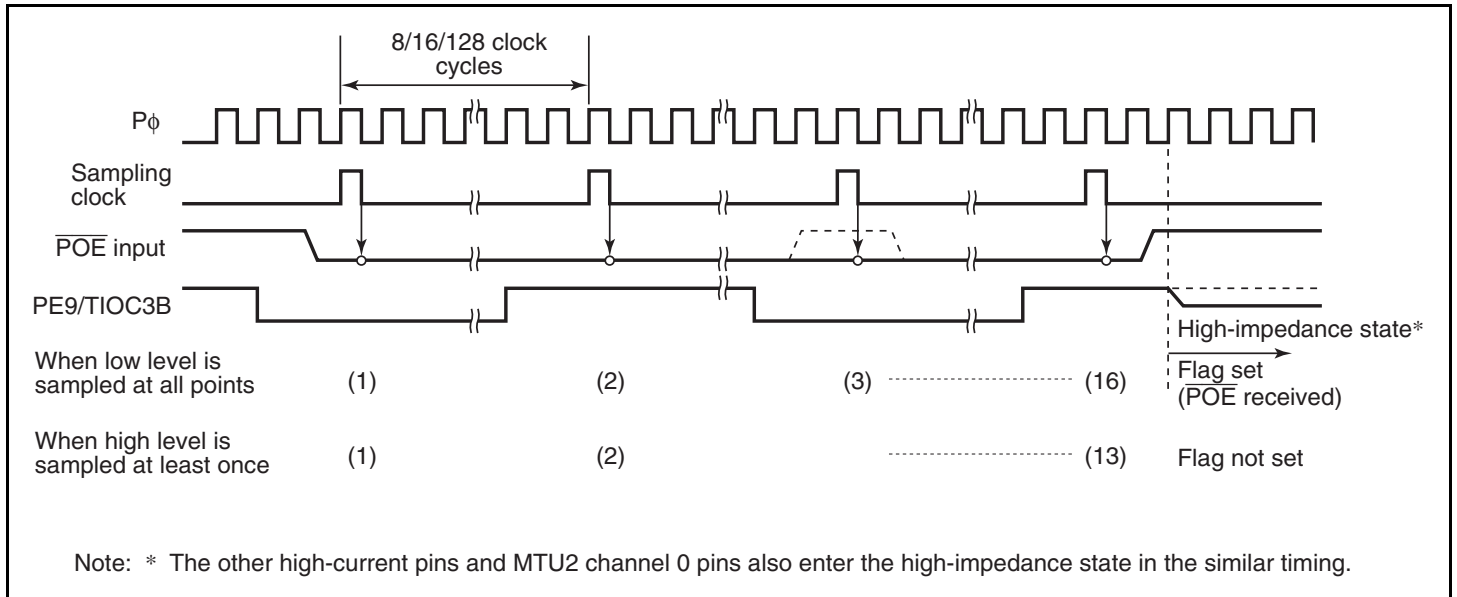 8/16/128 clock
cycles
Pϕ
Sampling
clock
POE input
PE9/TIOC3B
High-impedance state*
When low level is
sampled at all points
(1)
(2)
(3)
(16)
Flag set
(POE received)
When high level is
sampled at least once
(1)
(2)
(13)
Flag not set
Note: * The other high-current pins and MTU2 channel 0 pins also enter the high-impedance state in the similar timing.